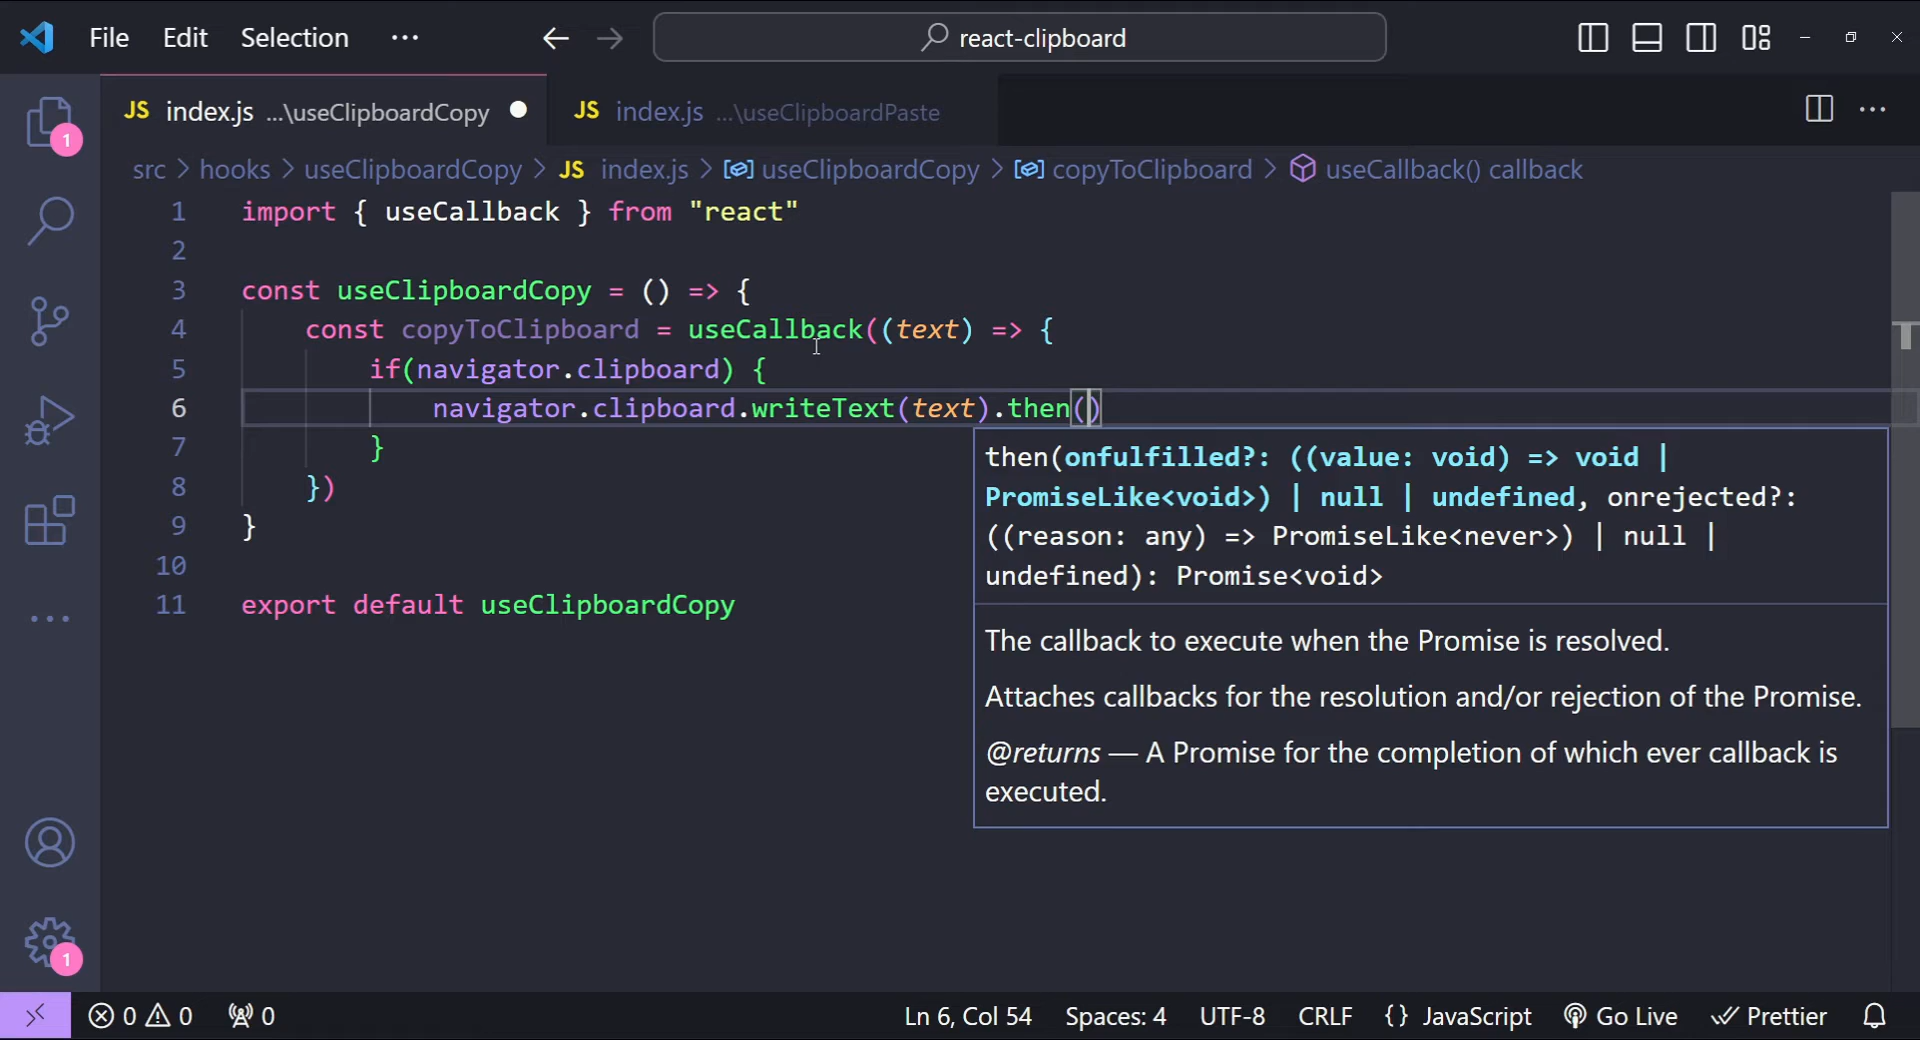 File Edit Selection ...
react-clipboard
JS index.js ...\useClipboardCopy
JS index.js ...\useClipboardPaste
src > hooks > useClipboardCopy > JS index.js > useClipboardCopy > copyToClipboard > useCallback() callback
1 import { useCallback } from "react"
2
3 const useClipboardCopy = () => {
4 const copyToClipboard = useCallback((text) => {
5 if(navigator.clipboard) {
6 navigator.clipboard.writeText(text).then()
7 }
8 })
9 }
10
11 export default useClipboardCopy
then(onfulfilled?: ((value: void) => void |
PromiseLike<void>) | null | undefined, onrejected?:
((reason: any) => PromiseLike<never>) | null |
undefined): Promise<void>
The callback to execute when the Promise is resolved.
Attaches callbacks for the resolution and/or rejection of the Promise.
@returns — A Promise for the completion of which ever callback is
executed.
1
1
0 0 0 Ln 6, Col 54 Spaces: 4 UTF-8 CRLF {} JavaScript Go Live Prettier